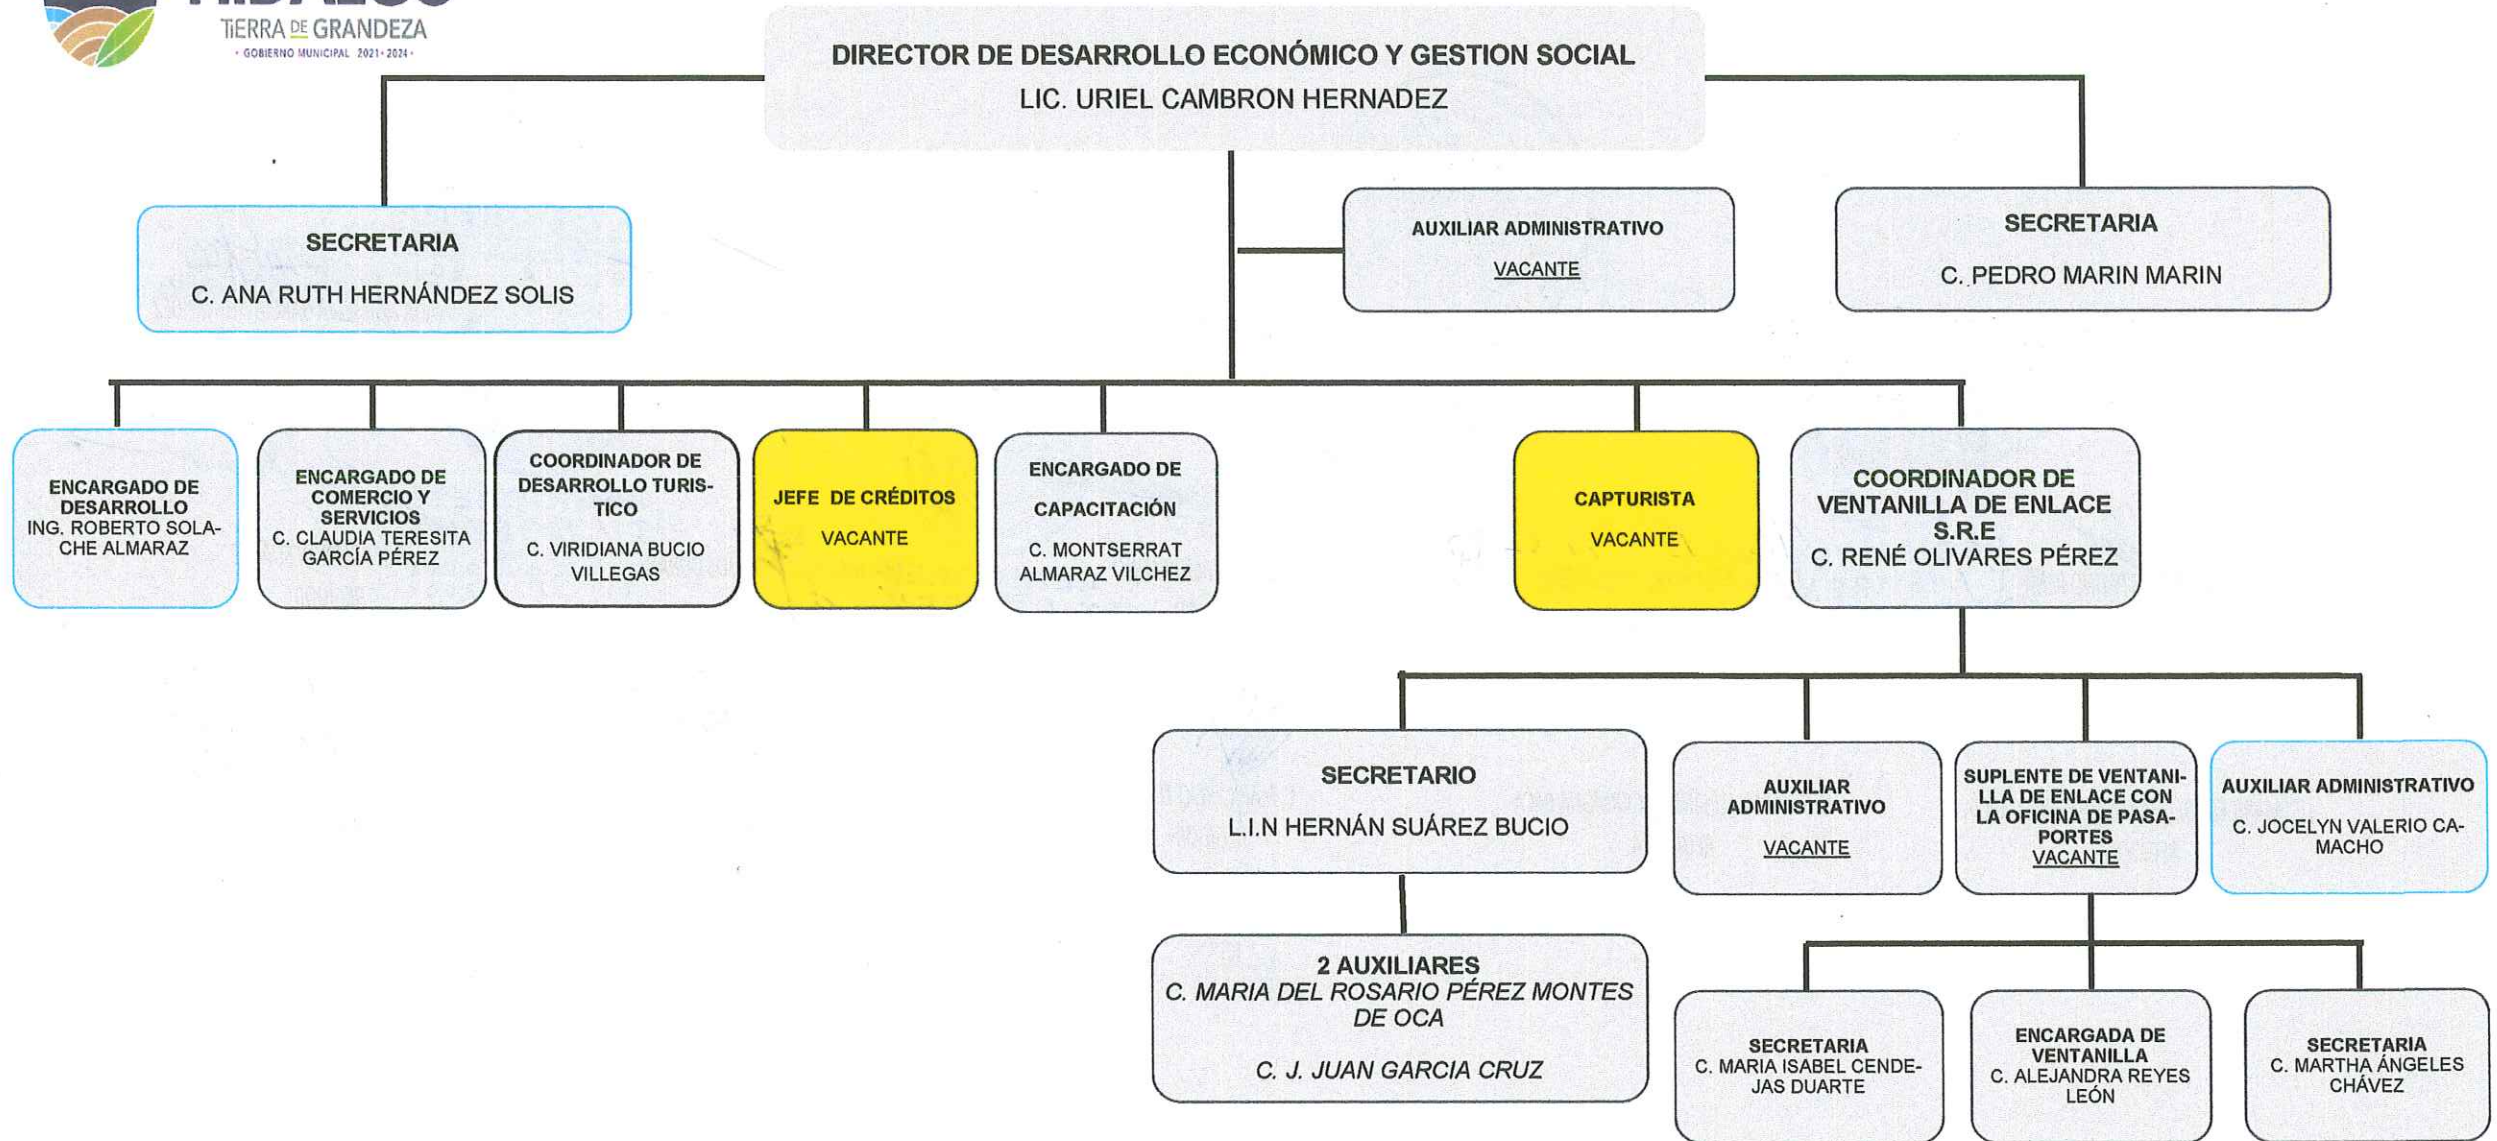 TIERRA DE GRANDEZA
• GOBIERNO MUNICIPAL 2021 • 2024 •
DIRECTOR DE DESARROLLO ECONÓMICO Y GESTION SOCIAL
LIC. URIEL CAMBRON HERNADEZ
SECRETARIA
C. ANA RUTH HERNÁNDEZ SOLIS
AUXILIAR ADMINISTRATIVO
VACANTE
SECRETARIA
C. PEDRO MARIN MARIN
ENCARGADO DE
DESARROLLO
ING. ROBERTO SOLA-
CHE ALMARAZ
ENCARGADO DE
COMERCIO Y
SERVICIOS
C. CLAUDIA TERESITA
GARCÍA PÉREZ
COORDINADOR DE
DESARROLLO TURIS-
TICO
C. VIRIDIANA BUCIO
VILLEGAS
JEFE DE CRÉDITOS
VACANTE
ENCARGADO DE
CAPACITACIÓN
C. MONTSERRAT
ALMARAZ VILCHEZ
CAPTURISTA
VACANTE
COORDINADOR DE
VENTANILLA DE ENLACE
S.R.E
C. RENÉ OLIVARES PÉREZ
SECRETARIO
L.I.N HERNÁN SUÁREZ BUCIO
AUXILIAR
ADMINISTRATIVO
VACANTE
SUPLENTE DE VENTANI-
LLA DE ENLACE CON
LA OFICINA DE PASA-
PORTES
VACANTE
AUXILIAR ADMINISTRATIVO
C. JOCELYN VALERIO CA-
MACHO
2 AUXILIARES
C. MARIA DEL ROSARIO PÉREZ MONTES
DE OCA
C. J. JUAN GARCIA CRUZ
SECRETARIA
C. MARIA ISABEL CENDE-
JAS DUARTE
ENCARGADA DE
VENTANILLA
C. ALEJANDRA REYES
LEÓN
SECRETARIA
C. MARTHA ÁNGELES
CHÁVEZ